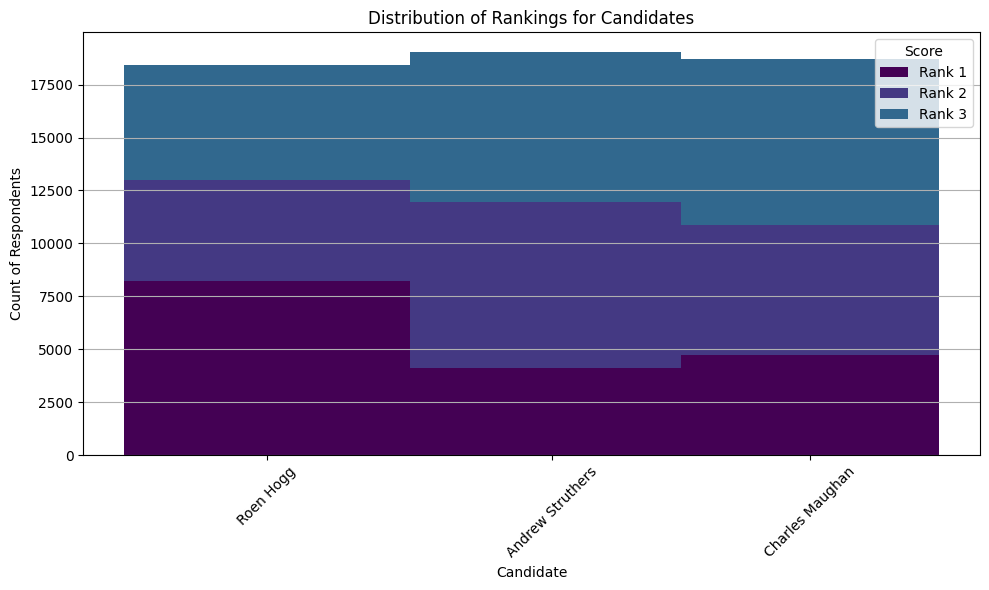 Distribution of Rankings for Candidates
Score
Rank 1
Rank 2
Rank 3
Count of Respondents
17500
15000
12500
10000
7500
5000
2500
0
Roen Hogg
Andrew Struthers
Charles Maughan
Candidate